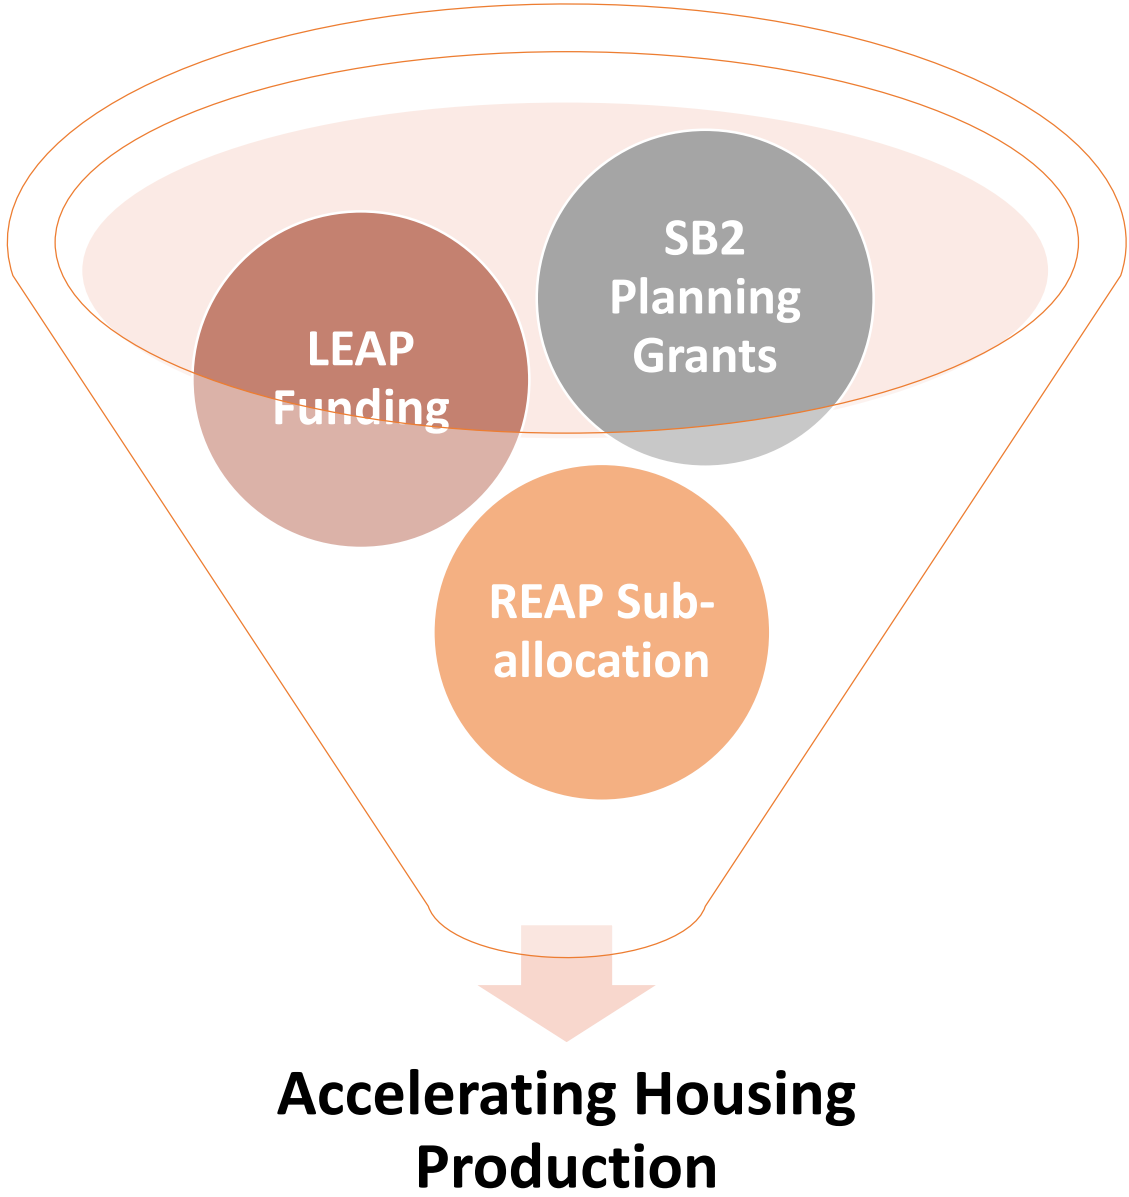 SB2
Planning
Grants
LEAP
Funding
REAP Sub-
allocation
Accelerating Housing
Production